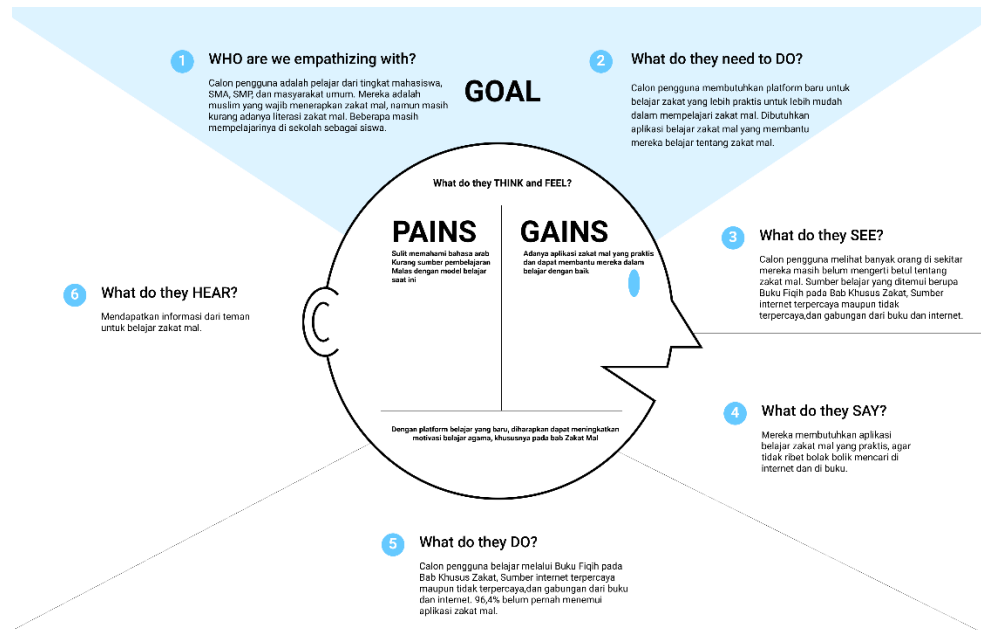 1
WHO are we empathizing with?
Calon pengguna adalah pelajar dari tingkat mahasiswa,
SMA, SMP, dan masyarakat umum. Mereka adalah
muslim yang wajib menerapkan zakat mal, namun masih
kurang adanya literasi zakat mal. Beberapa masih
mempelajarinya di sekolah sebagai siswa.
GOAL
2
What do they need to DO?
Calon pengguna membutuhkan platform baru untuk
belajar zakat yang lebih praktis untuk lebih mudah
dalam mempelajari zakat mal. Dibutuhkan
aplikasi belajar zakat mal yang membantu
mereka belajar tentang zakat mal.
What do they THINK and FEEL?
PAINS
Sulit memahami bahasa arab
Kurang sumber pembelajaran
Malas dengan model belajar
saat ini
GAINS
Adanya aplikasi zakat mal yang praktis
dan dapat membantu mereka dalam
belajar dengan baik
3
What do they SEE?
Calon pengguna melihat banyak orang di sekitar
mereka masih belum mengerti betul tentang
zakat mal. Sumber belajar yang ditemui berupa
Buku Fiqih pada Bab Khusus Zakat, Sumber
internet terpercaya maupun tidak
terpercaya,dan gabungan dari buku dan internet.
6
What do they HEAR?
Mendapatkan informasi dari teman
untuk belajar zakat mal.
4
What do they SAY?
Mereka membutuhkan aplikasi
belajar zakat mal yang praktis, agar
tidak ribet bolak bolik mencari di
internet dan di buku.
Dengan platform belajar yang baru, diharapkan dapat meningkatkan
motivasi belajar agama, khususnya pada bab Zakat Mal
5
What do they DO?
Calon pengguna belajar melalui Buku Fiqih pada
Bab Khusus Zakat, Sumber internet terpercaya
maupun tidak terpercaya,dan gabungan dari buku
dan internet. 96,4% belum pernah menemui
aplikasi zakat mal.